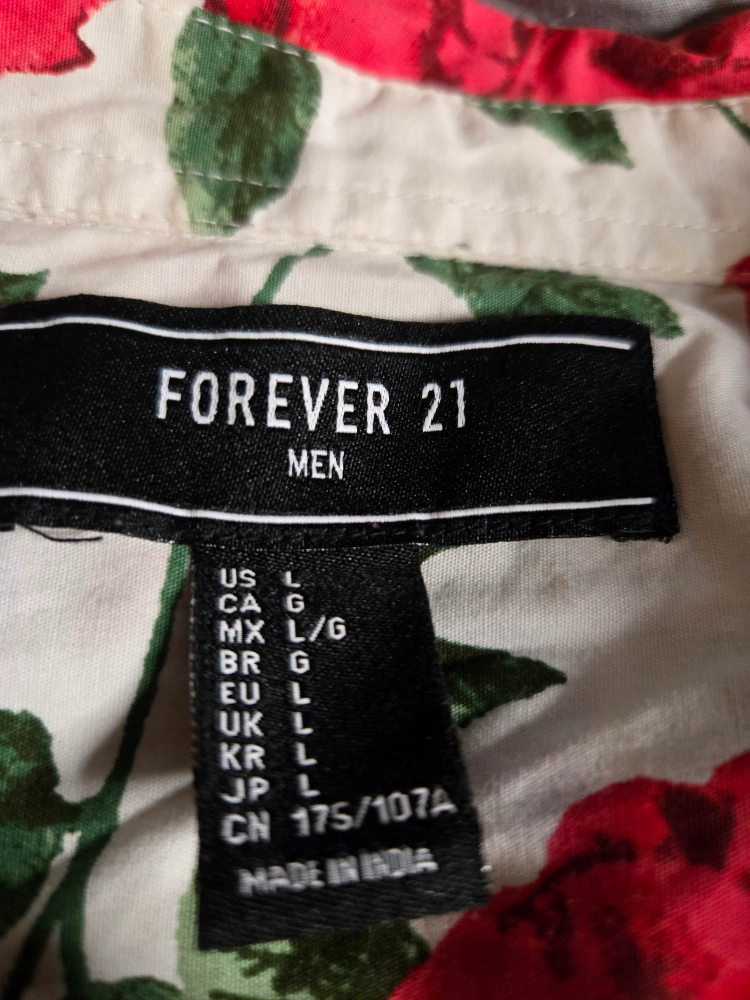 FOREVER 21
MEN
US L
CA G
MX L/G
BR G
EU L
UK L
KR L
JP L
CN 175/107A
MADE IN INDIA